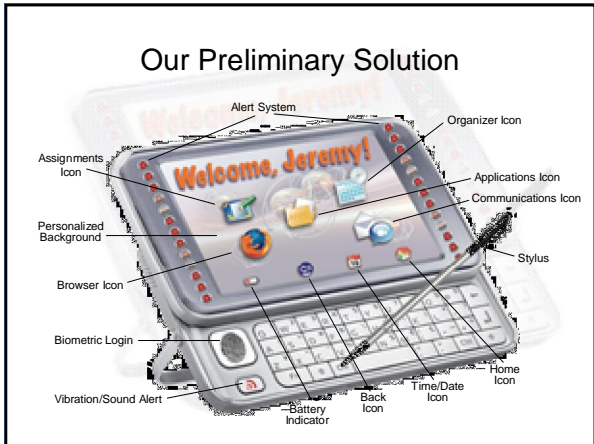 Our Preliminary Solution
Alert System
Organizer Icon
Assignments
Icon
Welcome, Jeremy!
Applications Icon
Communications Icon
Personalized
Background
Stylus
Browser Icon
Biometric Login
Home
Icon
Time/Date
Icon
Back
Icon
Battery
Indicator
Vibration/Sound Alert